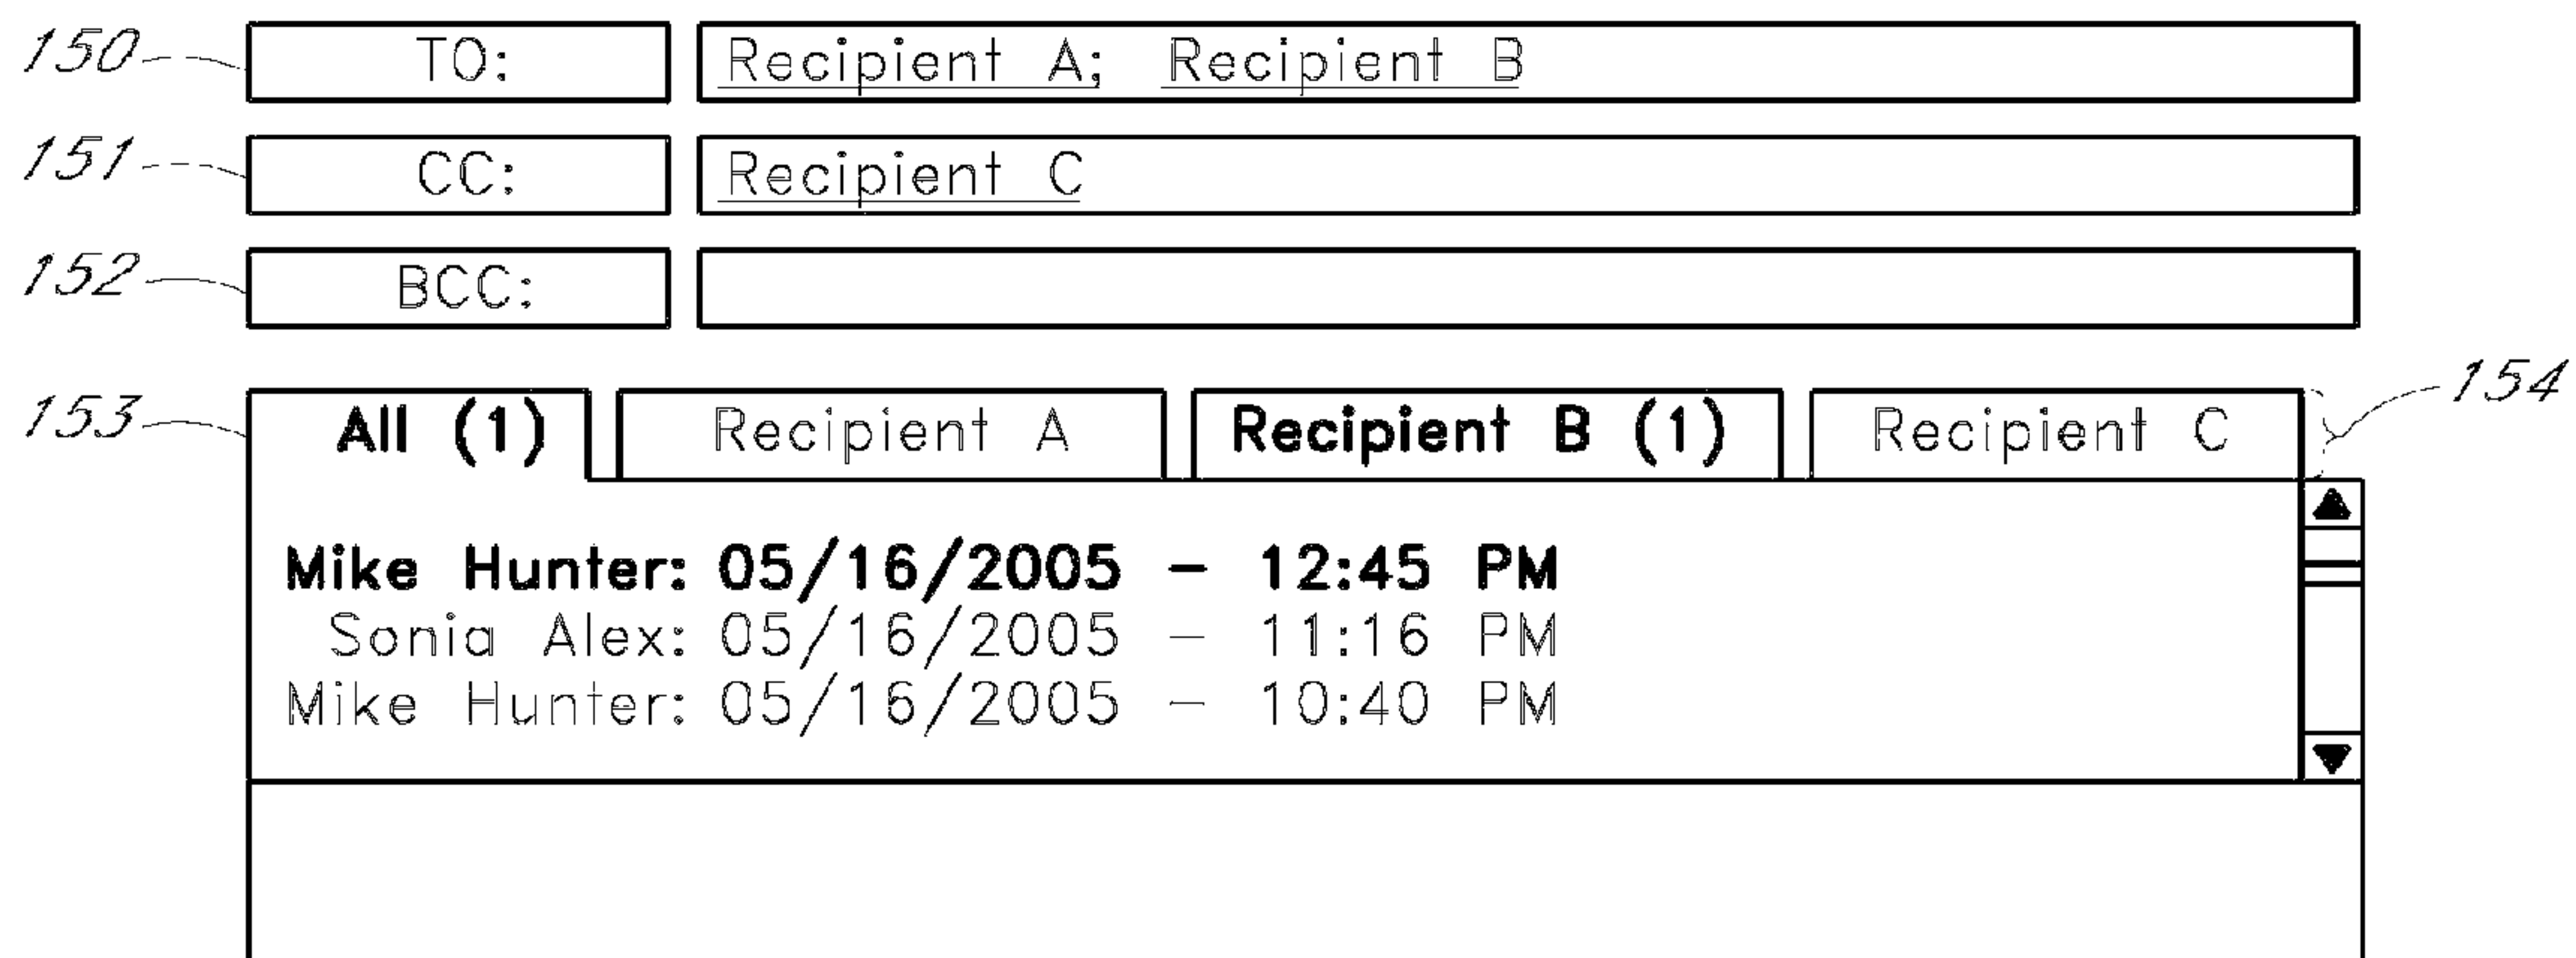 150 TO: Recipient A; Recipient B
151 CC: Recipient C
152 BCC:
153 All (1) Recipient A Recipient B (1) Recipient C 154
Mike Hunter: 05/16/2005 - 12:45 PM
Sonia Alex: 05/16/2005 - 11:16 PM
Mike Hunter: 05/16/2005 - 10:40 PM